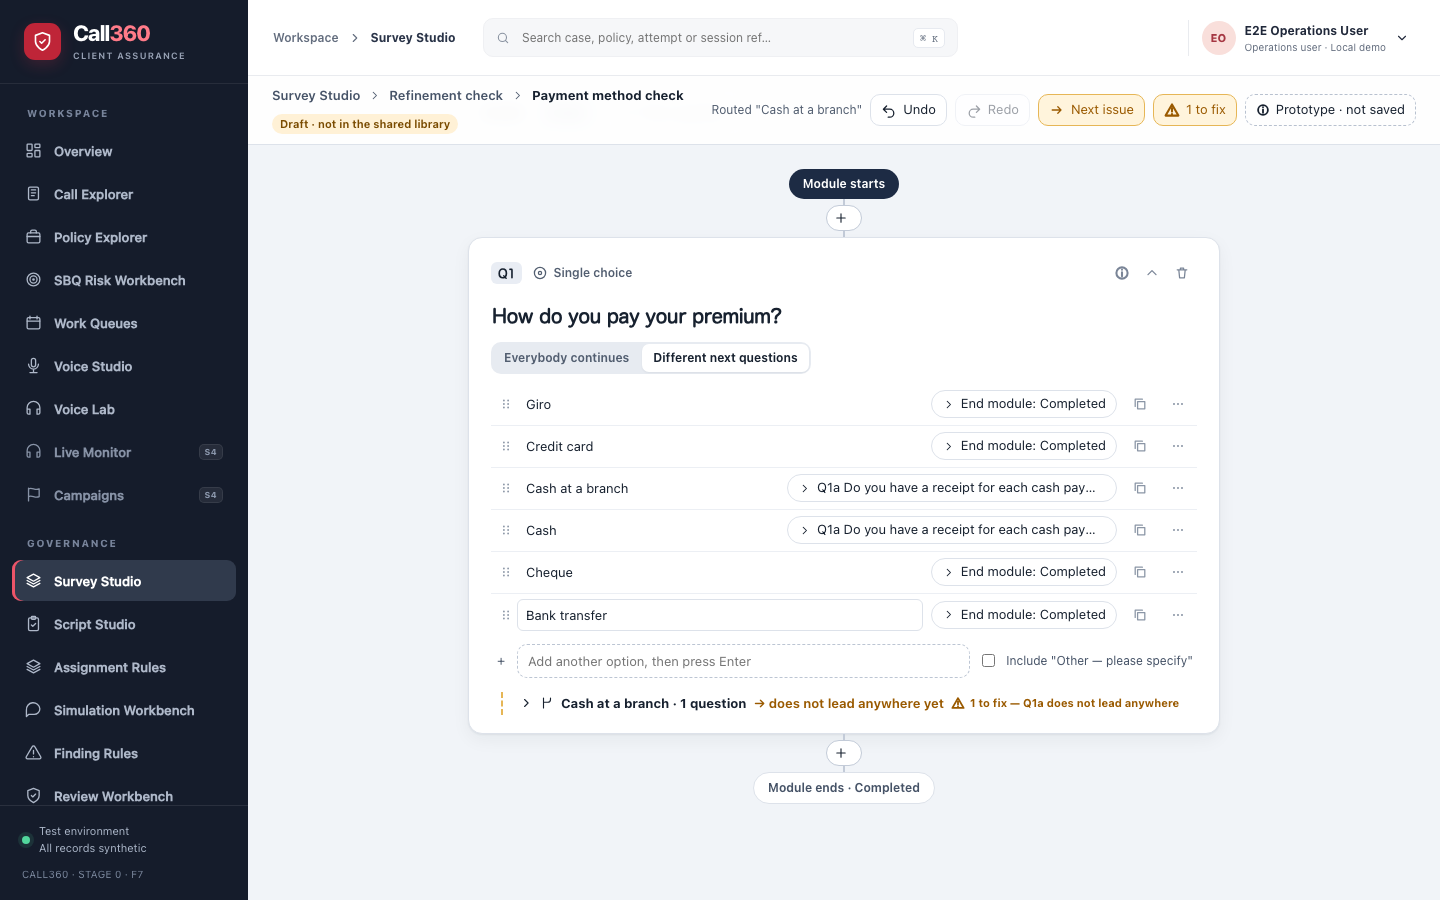 Call360
CLIENT ASSURANCE
WORKSPACE
Overview
Call Explorer
Policy Explorer
SBQ Risk Workbench
Work Queues
Voice Studio
Voice Lab
Live Monitor S4
Campaigns S4
GOVERNANCE
Survey Studio
Script Studio
Assignment Rules
Simulation Workbench
Finding Rules
Review Workbench
Test environment
All records synthetic
CALL360 · STAGE 0 · F7
Workspace > Survey Studio
Search case, policy, attempt or session ref...
⌘ K
EO
E2E Operations User
Operations user · Local demo
Survey Studio > Refinement check > Payment method check
Draft · not in the shared library
Routed "Cash at a branch"
Undo
Redo
→ Next issue
1 to fix
Prototype · not saved
Module starts
+
Q1 Single choice
How do you pay your premium?
Everybody continues Different next questions
Giro > End module: Completed
Credit card > End module: Completed
Cash at a branch > Q1a Do you have a receipt for each cash pay...
Cash > Q1a Do you have a receipt for each cash pay...
Cheque > End module: Completed
Bank transfer > End module: Completed
+ Add another option, then press Enter Include "Other — please specify"
> Cash at a branch · 1 question → does not lead anywhere yet 1 to fix — Q1a does not lead anywhere
+
Module ends · Completed